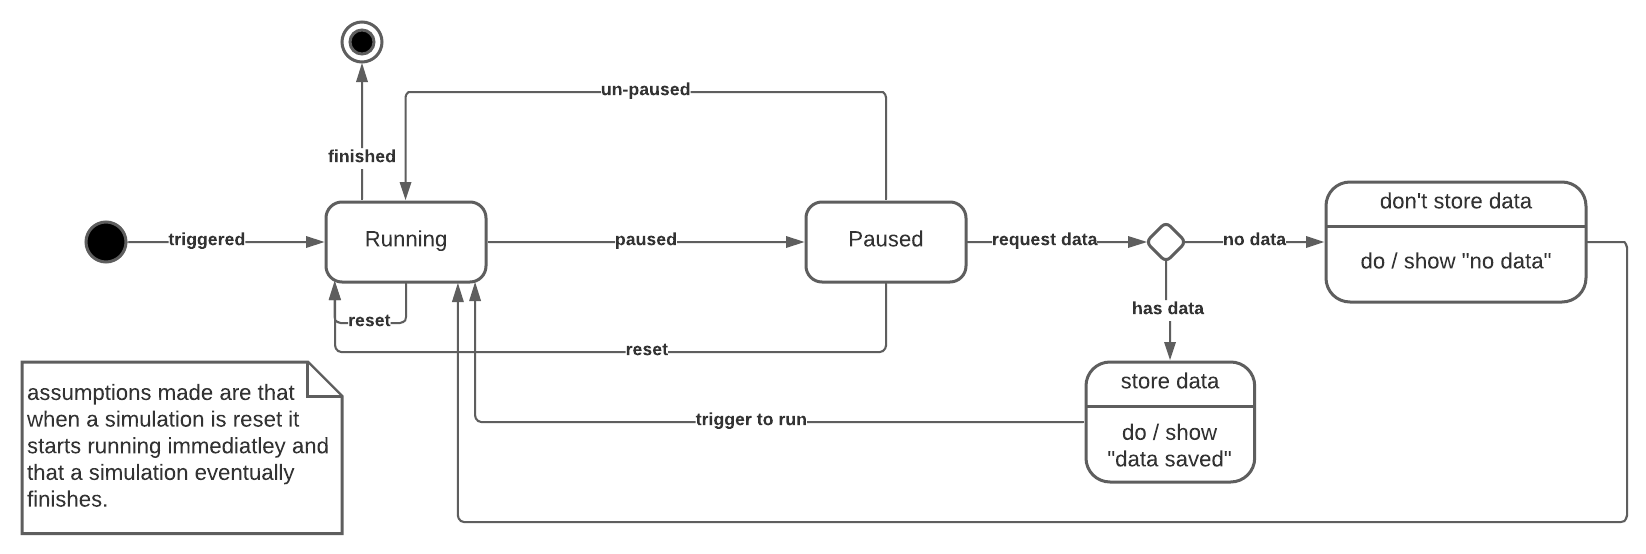 un-paused
finished
triggered
Running
paused
Paused
request data
no data
don't store data
do / show "no data"
has data
reset
reset
store data
do / show
"data saved"
trigger to run
assumptions made are that
when a simulation is reset it
starts running immediatley and
that a simulation eventually
finishes.